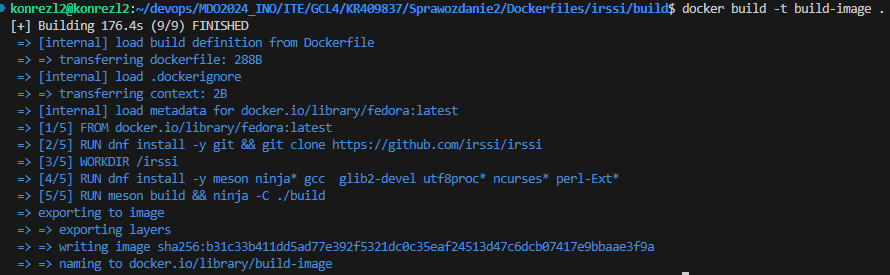 konrezl2@konrezl2:~/devops/MDO2024_INO/ITE/GCL4/KR409837/Sprawozdanie2/Dockerfiles/irssi/build$ docker build -t build-image .
[+] Building 176.4s (9/9) FINISHED
=> [internal] load build definition from Dockerfile
=> => transferring dockerfile: 288B
=> [internal] load .dockerignore
=> => transferring context: 2B
=> [internal] load metadata for docker.io/library/fedora:latest
=> [1/5] FROM docker.io/library/fedora:latest
=> [2/5] RUN dnf install -y git && git clone https://github.com/irssi/irssi
=> [3/5] WORKDIR /irssi
=> [4/5] RUN dnf install -y meson ninja* gcc  glib2-devel utf8proc* ncurses* perl-Ext*
=> [5/5] RUN meson build && ninja -C ./build
=> exporting to image
=> => exporting layers
=> => writing image sha256:b31c33b411dd5ad77e392f5321dc0c35eaf24513d47c6dcb07417e9bbaae3f9a
=> => naming to docker.io/library/build-image